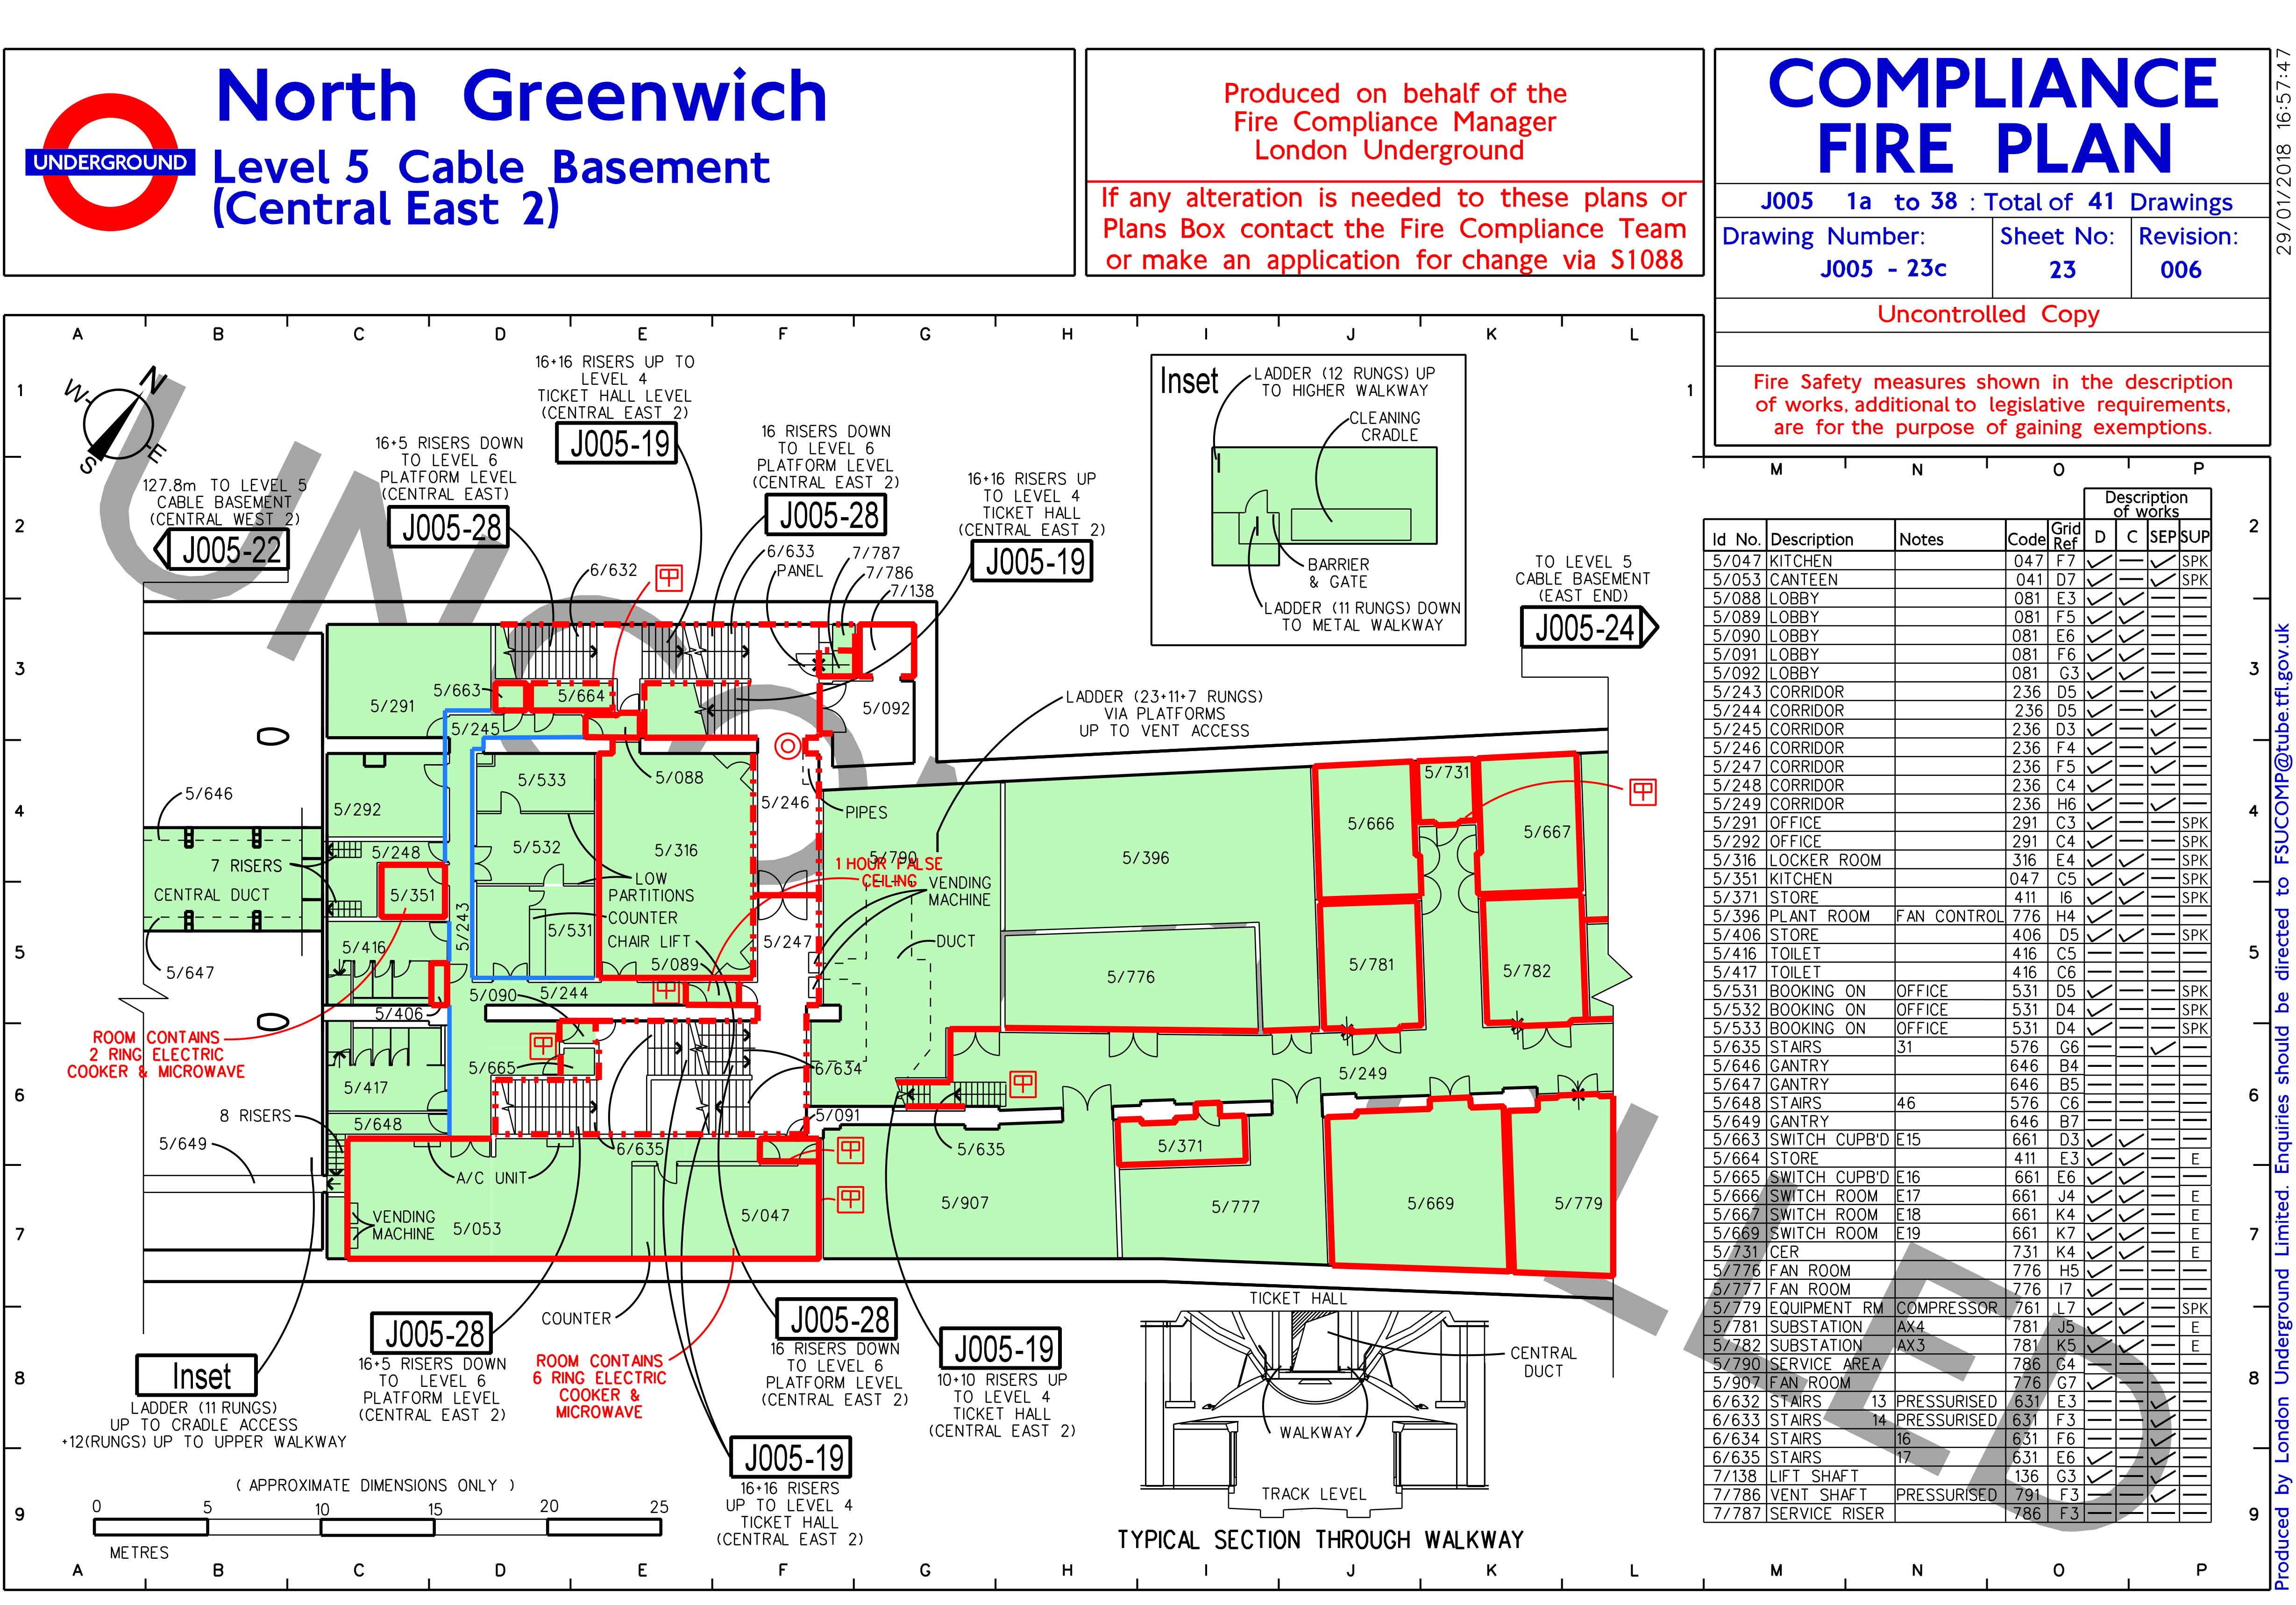 North Greenwich
UNDERGROUND
Level 5 Cable Basement
(Central East 2)
Produced on behalf of the
Fire Compliance Manager
London Underground
If any alteration is needed to these plans or
Plans Box contact the Fire Compliance Team
or make an application for change via S1088
COMPLIANCE
FIRE PLAN
J005 1a to 38 : Total of 41 Drawings
Drawing Number:
J005 - 23c
Sheet No:
23
Revision:
006
Uncontrolled Copy
Fire Safety measures shown in the description
of works, additional to legislative requirements,
are for the purpose of gaining exemptions.
29/01/2018 16:57:47
Produced by London Underground Limited. Enquiries should be directed to FSUCOMP@tube.tfl.gov.uk
A B C D E F G H I J K L
1
2
3
4
5
6
7
8
9
N
E
S
W
16+16 RISERS UP TO
LEVEL 4
TICKET HALL LEVEL
(CENTRAL EAST 2)
J005-19
16+5 RISERS DOWN
TO LEVEL 6
PLATFORM LEVEL
(CENTRAL EAST)
J005-28
16 RISERS DOWN
TO LEVEL 6
PLATFORM LEVEL
(CENTRAL EAST 2)
J005-28
16+16 RISERS UP
TO LEVEL 4
TICKET HALL
(CENTRAL EAST 2)
J005-19
127.8m TO LEVEL 5
CABLE BASEMENT
(CENTRAL WEST 2)
J005-22
Inset
LADDER (12 RUNGS) UP
TO HIGHER WALKWAY
CLEANING
CRADLE
BARRIER
& GATE
LADDER (11 RUNGS) DOWN
TO METAL WALKWAY
TO LEVEL 5
CABLE BASEMENT
(EAST END)
J005-24
6/632
6/633
PANEL
7/787
7/786
7/138
5/663
5/664
5/291
5/245
5/092
LADDER (23+11+7 RUNGS)
VIA PLATFORMS
UP TO VENT ACCESS
5/088
5/533
5/246
PIPES
5/731
5/646
5/292
5/248
5/532
5/316
5/790
5/396
5/666
5/667
7 RISERS
1 HOUR FALSE
CEILING
CENTRAL DUCT
5/351
LOW
PARTITIONS
VENDING
MACHINE
COUNTER
5/243
5/531
CHAIR LIFT
5/247
DUCT
5/416
5/089
5/776
5/781
5/782
5/647
5/090
5/244
5/406
ROOM CONTAINS
2 RING ELECTRIC
COOKER & MICROWAVE
5/665
6/634
5/249
5/417
8 RISERS
5/648
5/091
5/649
6/635
5/635
5/371
A/C UNIT
VENDING
MACHINE
5/053
5/047
5/907
5/777
5/669
5/779
J005-28
16+5 RISERS DOWN
TO LEVEL 6
PLATFORM LEVEL
(CENTRAL EAST 2)
COUNTER
ROOM CONTAINS
6 RING ELECTRIC
COOKER &
MICROWAVE
J005-28
16 RISERS DOWN
TO LEVEL 6
PLATFORM LEVEL
(CENTRAL EAST 2)
J005-19
10+10 RISERS UP
TO LEVEL 4
TICKET HALL
(CENTRAL EAST 2)
Inset
LADDER (11 RUNGS)
UP TO CRADLE ACCESS
+12(RUNGS) UP TO UPPER WALKWAY
J005-19
16+16 RISERS
UP TO LEVEL 4
TICKET HALL
(CENTRAL EAST 2)
( APPROXIMATE DIMENSIONS ONLY )
0 5 10 15 20 25
METRES
TICKET HALL
CENTRAL
DUCT
WALKWAY
TRACK LEVEL
TYPICAL SECTION THROUGH WALKWAY
A B C D E F G H I J K L
M N O P
Description
of works
Id No. Description Notes Code Grid Ref D C SEP SUP
5/047 KITCHEN 047 F7 ✓ — ✓ SPK
5/053 CANTEEN 041 D7 ✓ — ✓ SPK
5/088 LOBBY 081 E3 ✓ ✓ — —
5/089 LOBBY 081 F5 ✓ ✓ — —
5/090 LOBBY 081 E6 ✓ ✓ — —
5/091 LOBBY 081 F6 ✓ ✓ — —
5/092 LOBBY 081 G3 ✓ ✓ — —
5/243 CORRIDOR 236 D5 ✓ — ✓ —
5/244 CORRIDOR 236 D5 ✓ — ✓ —
5/245 CORRIDOR 236 D3 ✓ — ✓ —
5/246 CORRIDOR 236 F4 ✓ — ✓ —
5/247 CORRIDOR 236 F5 ✓ — ✓ —
5/248 CORRIDOR 236 C4 ✓ — — —
5/249 CORRIDOR 236 H6 ✓ — ✓ —
5/291 OFFICE 291 C3 ✓ — — SPK
5/292 OFFICE 291 C4 ✓ — — SPK
5/316 LOCKER ROOM 316 E4 ✓ ✓ — SPK
5/351 KITCHEN 047 C5 ✓ ✓ — SPK
5/371 STORE 411 I6 ✓ ✓ — SPK
5/396 PLANT ROOM FAN CONTROL 776 H4 ✓ — — —
5/406 STORE 406 D5 ✓ ✓ — SPK
5/416 TOILET 416 C5 — — — —
5/417 TOILET 416 C6 — — — —
5/531 BOOKING ON OFFICE 531 D5 ✓ — — SPK
5/532 BOOKING ON OFFICE 531 D4 ✓ — — SPK
5/533 BOOKING ON OFFICE 531 D4 ✓ — — SPK
5/635 STAIRS 31 576 G6 — — ✓ —
5/646 GANTRY 646 B4 — — — —
5/647 GANTRY 646 B5 — — — —
5/648 STAIRS 46 576 C6 — — — —
5/649 GANTRY 646 B7 — — — —
5/663 SWITCH CUPB'D E15 661 D3 ✓ ✓ — —
5/664 STORE 411 E3 ✓ ✓ — E
5/665 SWITCH CUPB'D E16 661 E6 ✓ ✓ — —
5/666 SWITCH ROOM E17 661 J4 ✓ ✓ — E
5/667 SWITCH ROOM E18 661 K4 ✓ ✓ — E
5/669 SWITCH ROOM E19 661 K7 ✓ ✓ — E
5/731 CER 731 K4 ✓ ✓ — E
5/776 FAN ROOM 776 H5 ✓ — — —
5/777 FAN ROOM 776 I7 ✓ — — —
5/779 EQUIPMENT RM COMPRESSOR 761 L7 ✓ ✓ — SPK
5/781 SUBSTATION AX4 781 J5 ✓ ✓ — E
5/782 SUBSTATION AX3 781 K5 ✓ ✓ — E
5/790 SERVICE AREA 786 G4 — — — —
5/907 FAN ROOM 776 G7 ✓ — — —
6/632 STAIRS 13 PRESSURISED 631 E3 — — ✓ —
6/633 STAIRS 14 PRESSURISED 631 F3 — — ✓ —
6/634 STAIRS 16 631 F6 — — ✓ —
6/635 STAIRS 17 631 E6 ✓ — ✓ —
7/138 LIFT SHAFT 136 G3 ✓ — ✓ —
7/786 VENT SHAFT PRESSURISED 791 F3 — — ✓ —
7/787 SERVICE RISER 786 F3 — — — —
UNCONTROLLED